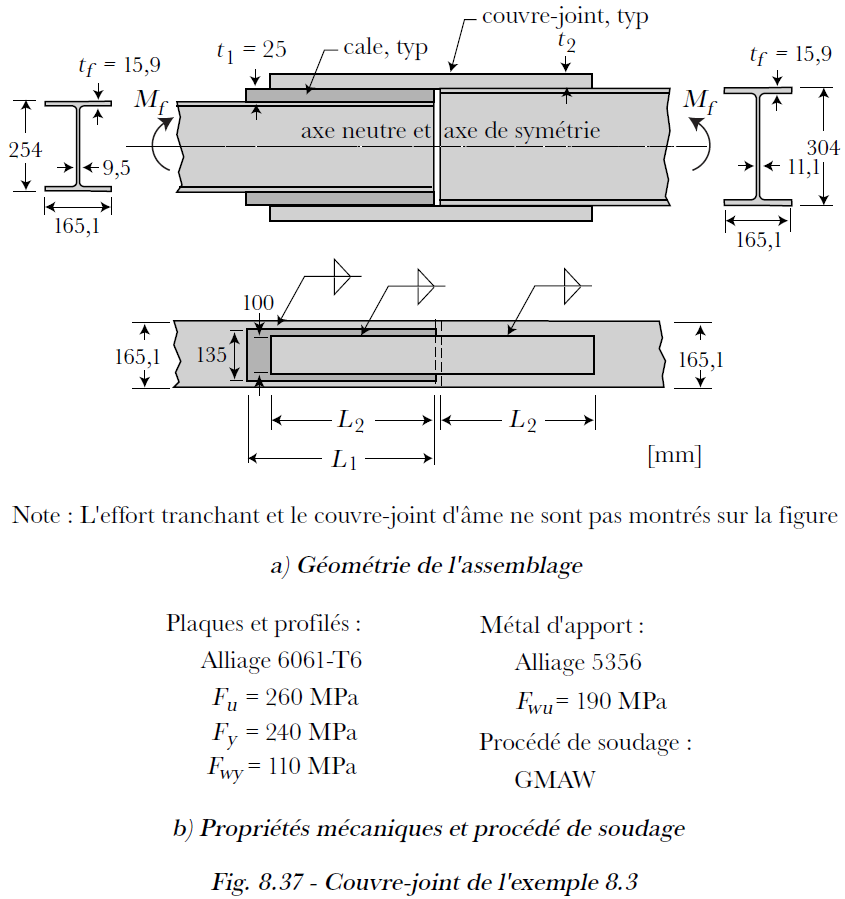 couvre-joint, typ
t1 = 25
cale, typ
t2
tf = 15,9
tf = 15,9
Mf
Mf
axe neutre et axe de symétrie
254
9,5
165,1
304
11,1
165,1
100
165,1
135
165,1
L2
L2
L1
[mm]
Note : L'effort tranchant et le couvre-joint d'âme ne sont pas montrés sur la figure
a) Géométrie de l'assemblage
Plaques et profilés :
Alliage 6061-T6
Fu = 260 MPa
Fy = 240 MPa
Fwy = 110 MPa
Métal d'apport :
Alliage 5356
Fwu = 190 MPa
Procédé de soudage :
GMAW
b) Propriétés mécaniques et procédé de soudage
Fig. 8.37 - Couvre-joint de l'exemple 8.3